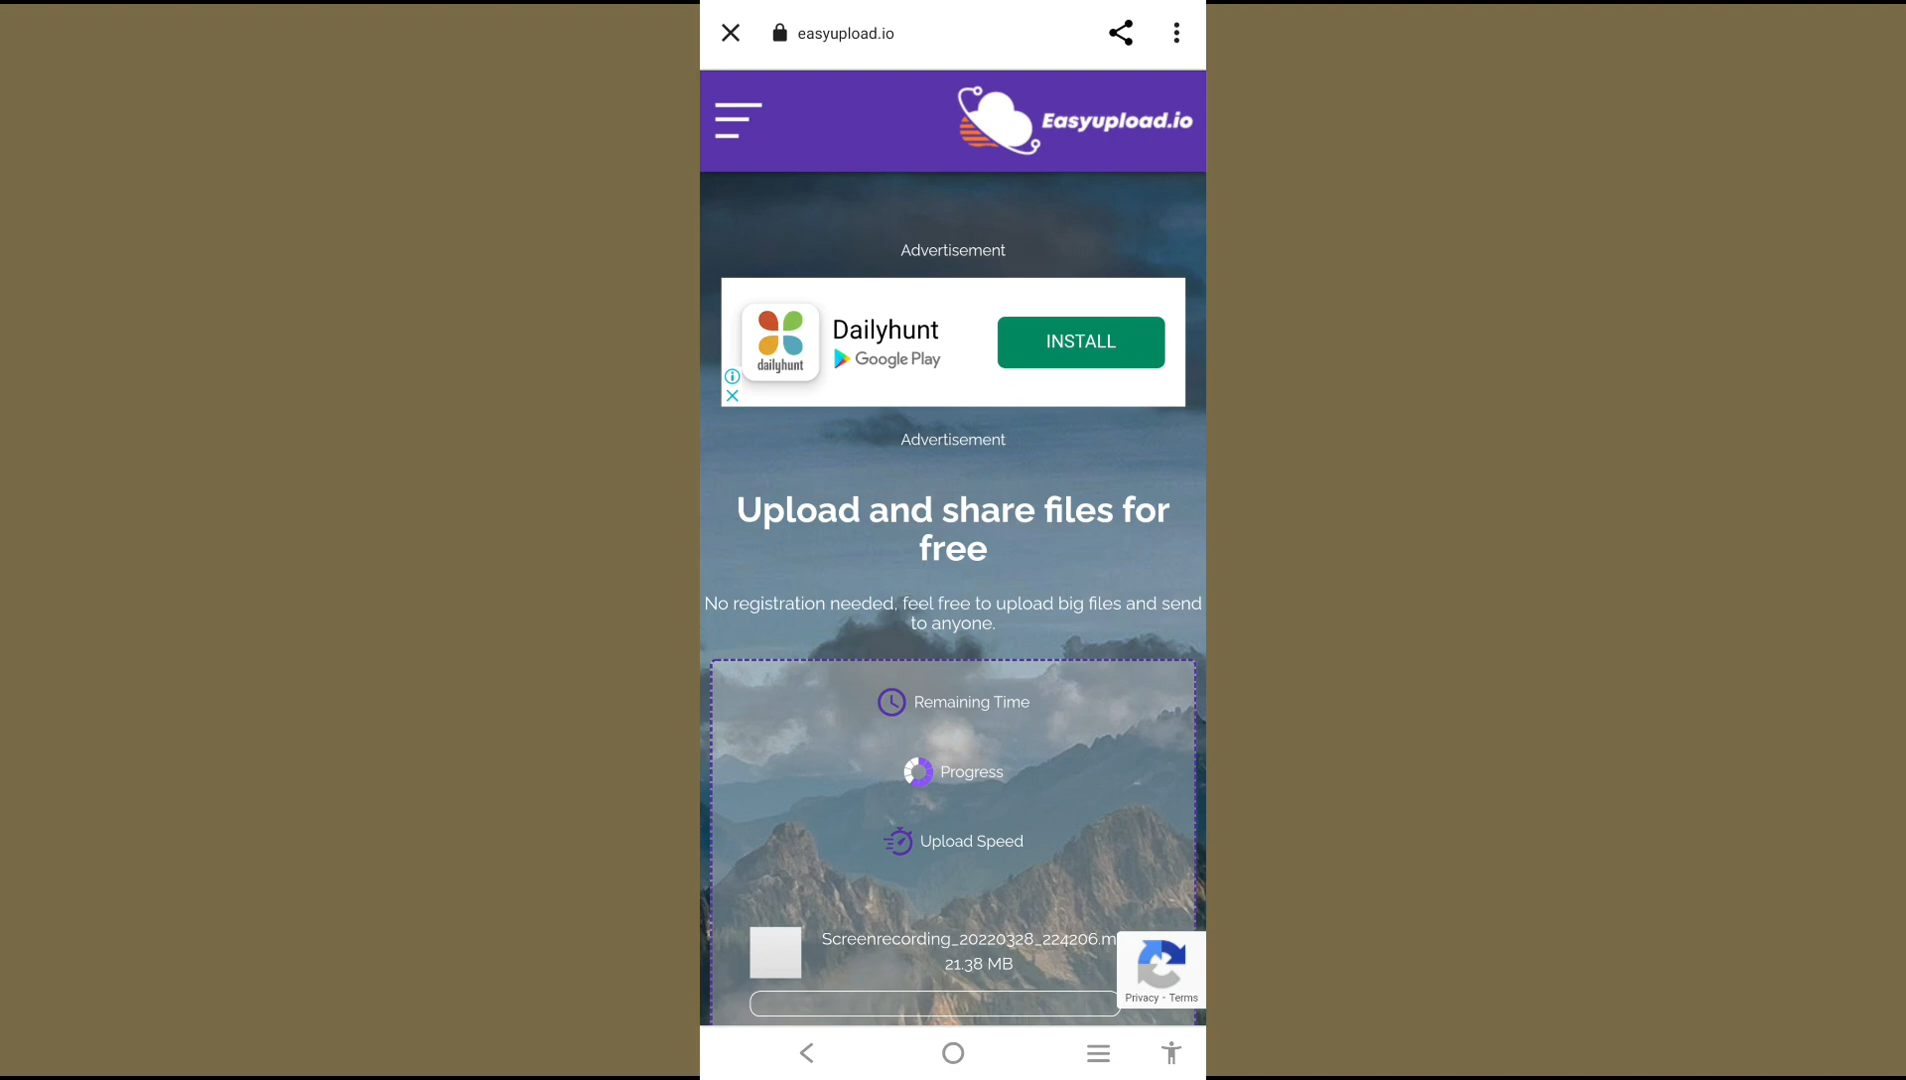 easyupload.io
Easyupload.io
Advertisement
Dailyhunt
Google Play
INSTALL
dailyhunt
Advertisement
Upload and share files for
free
No registration needed, feel free to upload big files and send
to anyone.
Remaining Time
Progress
Upload Speed
Screenrecording_20220328_224206.m
21.38 MB
Privacy - Terms